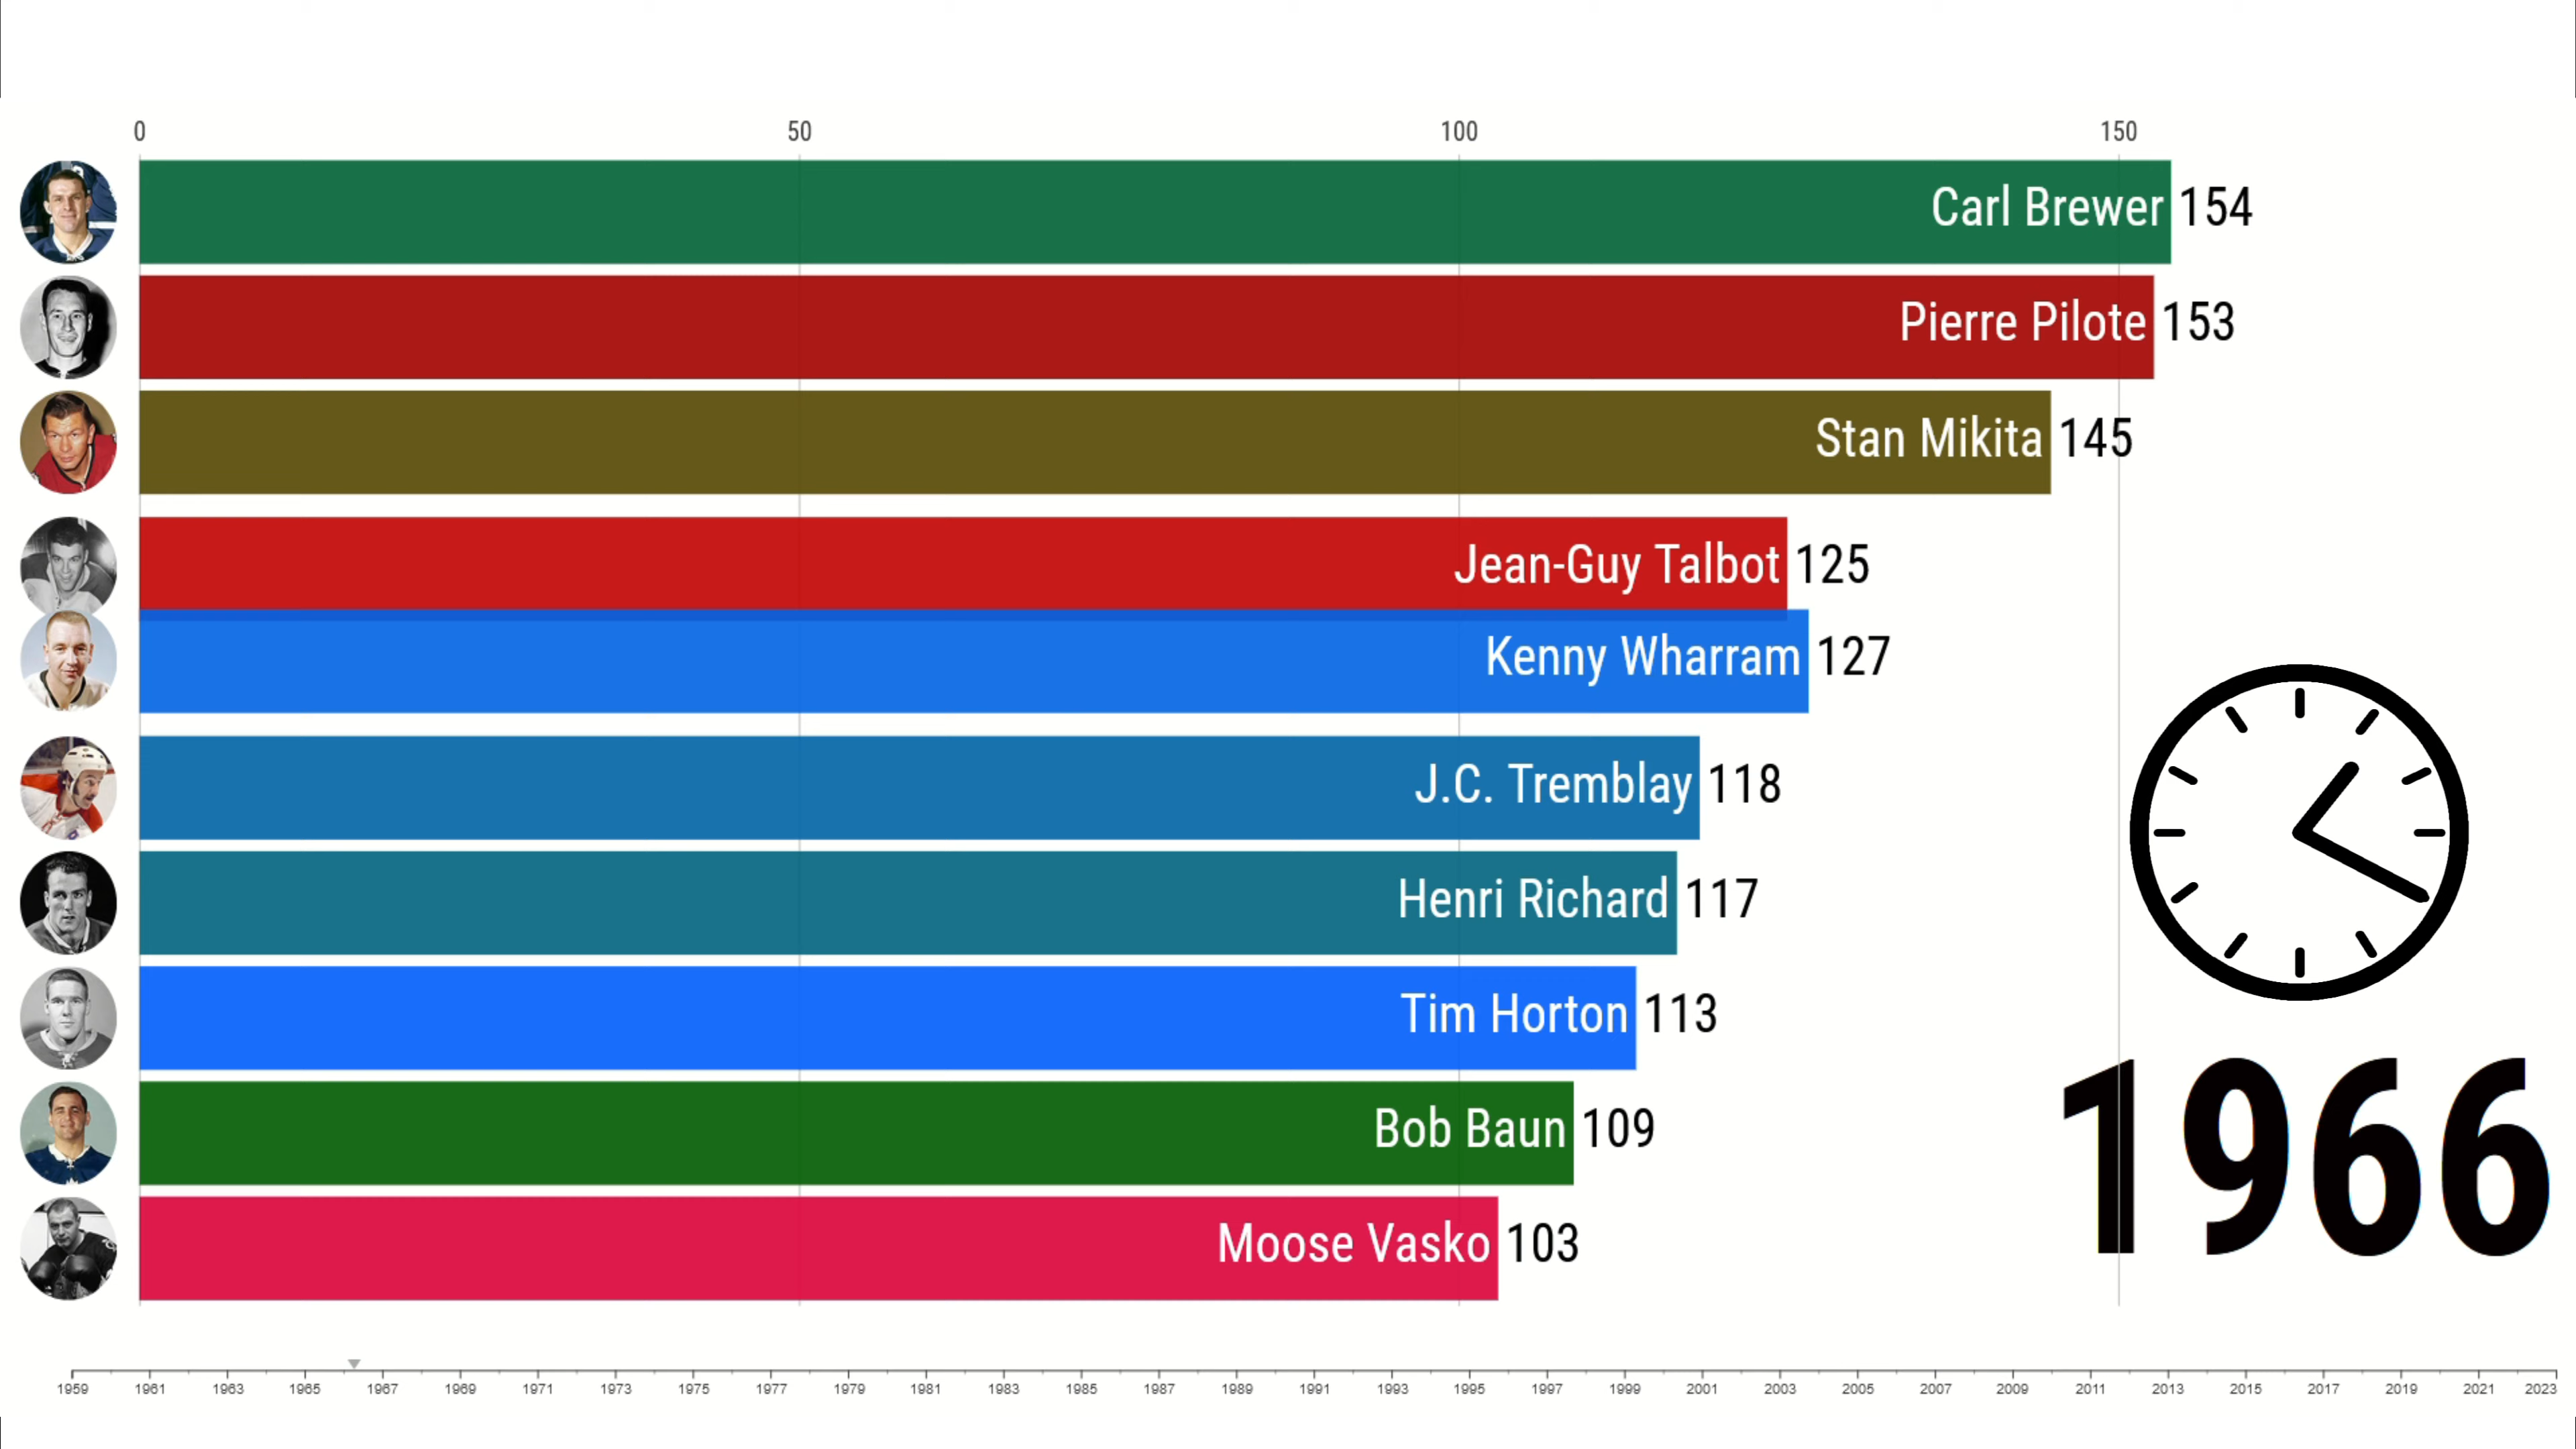 0 50 100 150
Carl Brewer 154
Pierre Pilote 153
Stan Mikita 145
Jean-Guy Talbot 125
Kenny Wharram 127
J.C. Tremblay 118
Henri Richard 117
Tim Horton 113
Bob Baun 109
Moose Vasko 103
1966
1959 1961 1963 1965 1967 1969 1971 1973 1975 1977 1979 1981 1983 1985 1987 1989 1991 1993 1995 1997 1999 2001 2003 2005 2007 2009 2011 2013 2015 2017 2019 2021 2023